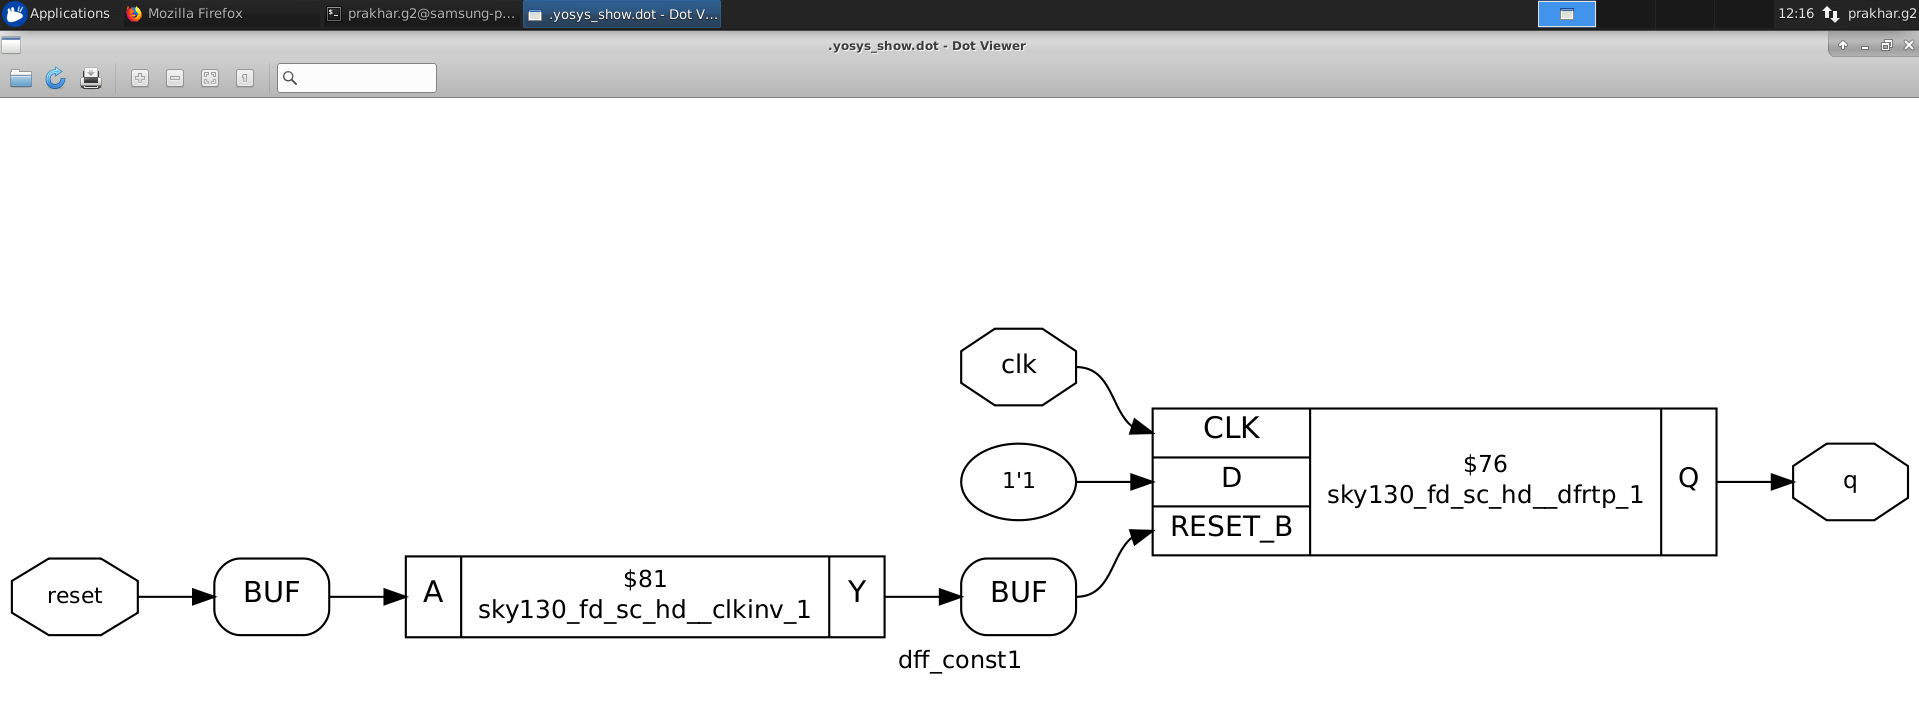 Applications
Mozilla Firefox
prakhar.g2@samsung-p...
.yosys_show.dot - Dot V...
12:16
prakhar.g2
.yosys_show.dot - Dot Viewer
clk
CLK
1'1
D
$76
sky130_fd_sc_hd__dfrtp_1
Q
q
RESET_B
reset
BUF
A
$81
sky130_fd_sc_hd__clkinv_1
Y
BUF
dff_const1